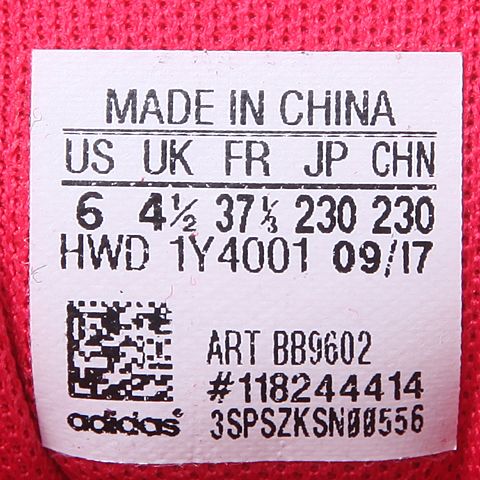 MADE IN CHINA
US UK FR JP CHN
6 4½ 37⅓ 230 230
HWD 1Y4001 09/17
ART BB9602
#118244414
adidas 3SPSZKSN00556